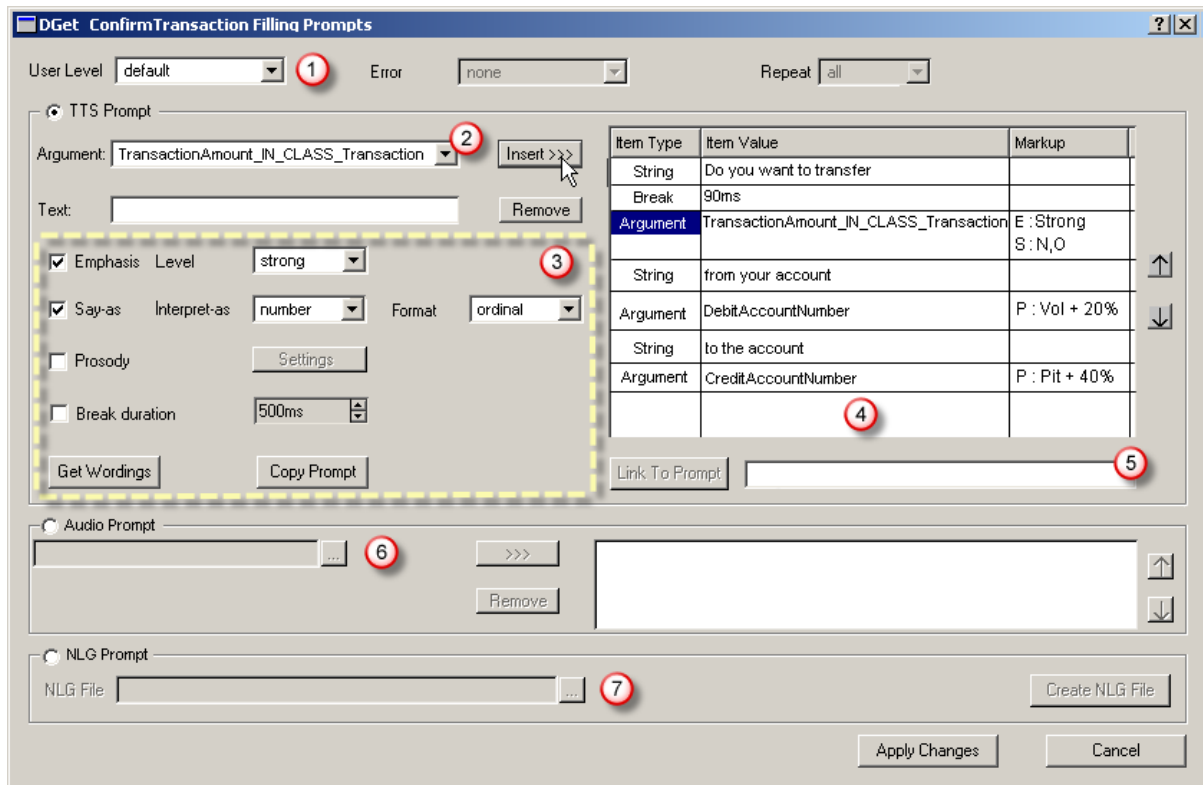 DGet ConfirmTransaction Filling Prompts
User Level default 1 Error none Repeat all
TTS Prompt
Argument: TransactionAmount_IN_CLASS_Transaction 2 Insert >>>
Text: Remove
Emphasis Level strong 3
Say-as Interpret-as number Format ordinal
Prosody Settings
Break duration 500ms
Get Wordings Copy Prompt
Item Type Item Value Markup
String Do you want to transfer
Break 90ms
Argument TransactionAmount_IN_CLASS_Transaction E : Strong
S : N,O
String from your account
Argument DebitAccountNumber P : Vol + 20%
String to the account
Argument CreditAccountNumber P : Pit + 40%
4
Link To Prompt 5
Audio Prompt
... 6 >>>
Remove
NLG Prompt
NLG File ... 7 Create NLG File
Apply Changes Cancel